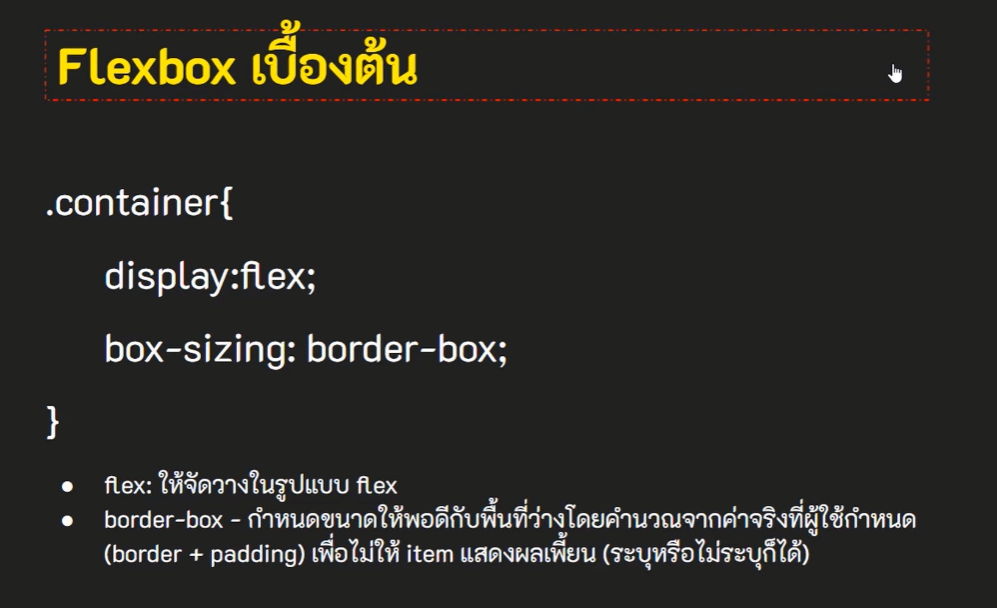 Flexbox เบื้องต้น
.container{
display:flex;
box-sizing: border-box;
}
● flex: ให้จัดวางในรูปแบบ flex
● border-box - กำหนดขนาดให้พอดีกับพื้นที่ว่างโดยคำนวณจากค่าจริงที่ผู้ใช้กำหนด
(border + padding) เพื่อไม่ให้ item แสดงผลเพี้ยน (ระบุหรือไม่ระบุก็ได้)